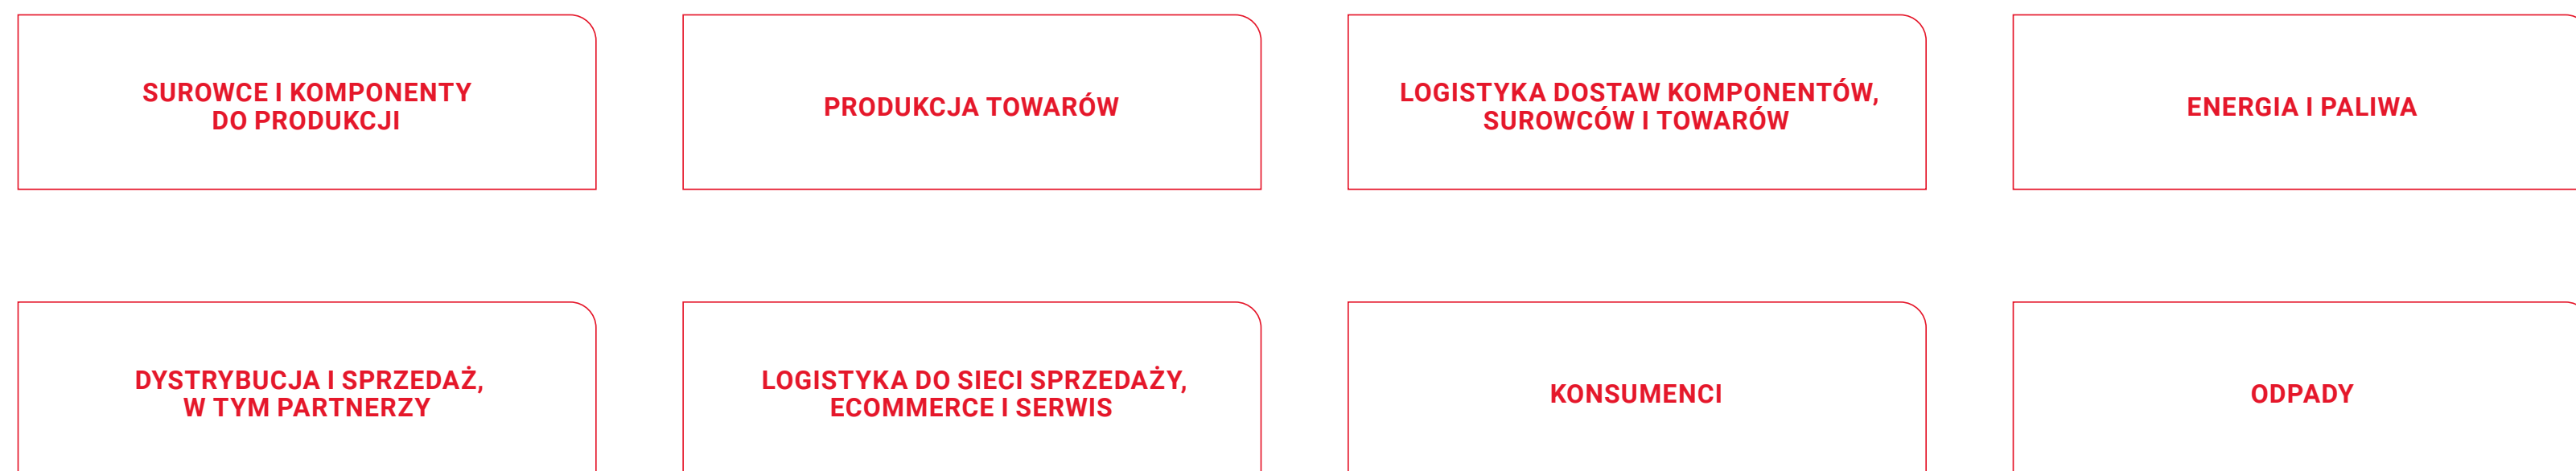 SUROWCE I KOMPONENTY
DO PRODUKCJI
PRODUKCJA TOWARÓW
LOGISTYKA DOSTAW KOMPONENTÓW,
SUROWCÓW I TOWARÓW
ENERGIA I PALIWA
DYSTRYBUCJA I SPRZEDAŻ,
W TYM PARTNERZY
LOGISTYKA DO SIECI SPRZEDAŻY,
ECOMMERCE I SERWIS
KONSUMENCI
ODPADY